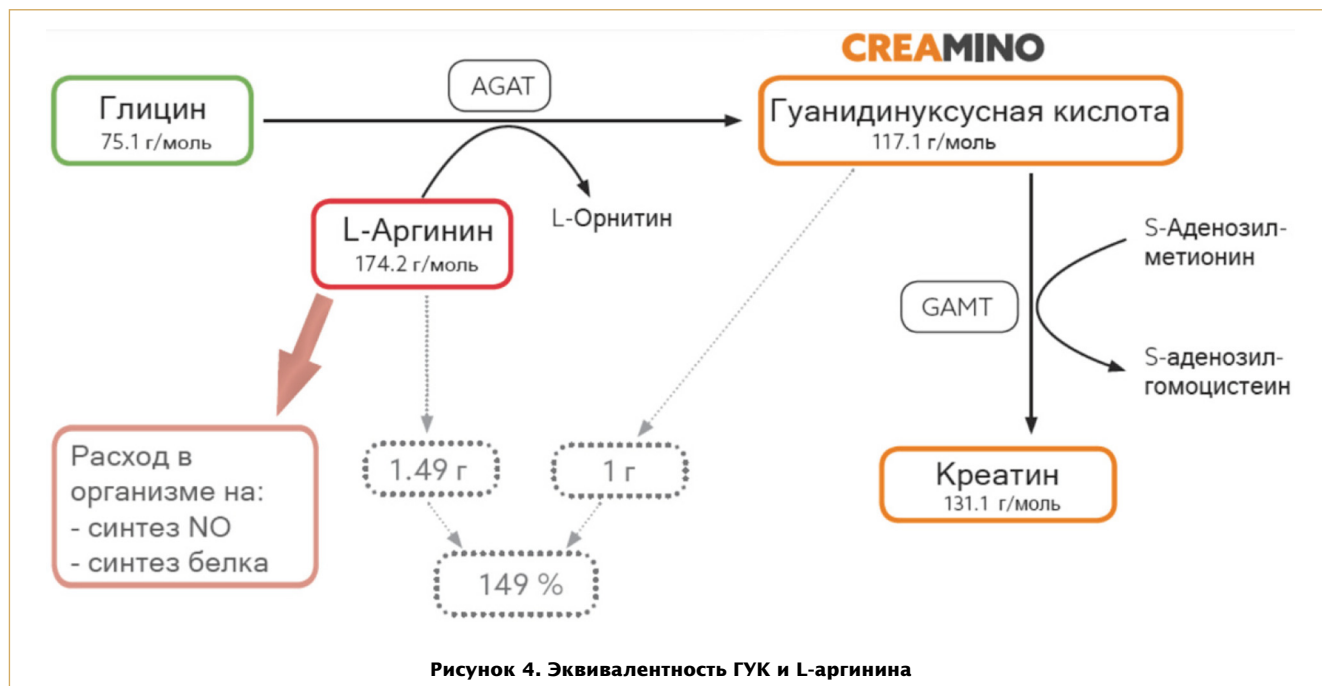 CREAMINO
Глицин
75.1 г/моль
AGAT
Гуанидинуксусная кислота
117.1 г/моль
L-Аргинин
174.2 г/моль
L-Орнитин
S-Аденозил-
метионин
GAMT
S-аденозил-
гомоцистеин
Расход в
организме на:
- синтез NO
- синтез белка
1.49 г
1 г
149 %
Креатин
131.1 г/моль
Рисунок 4. Эквивалентность ГУК и L-аргинина